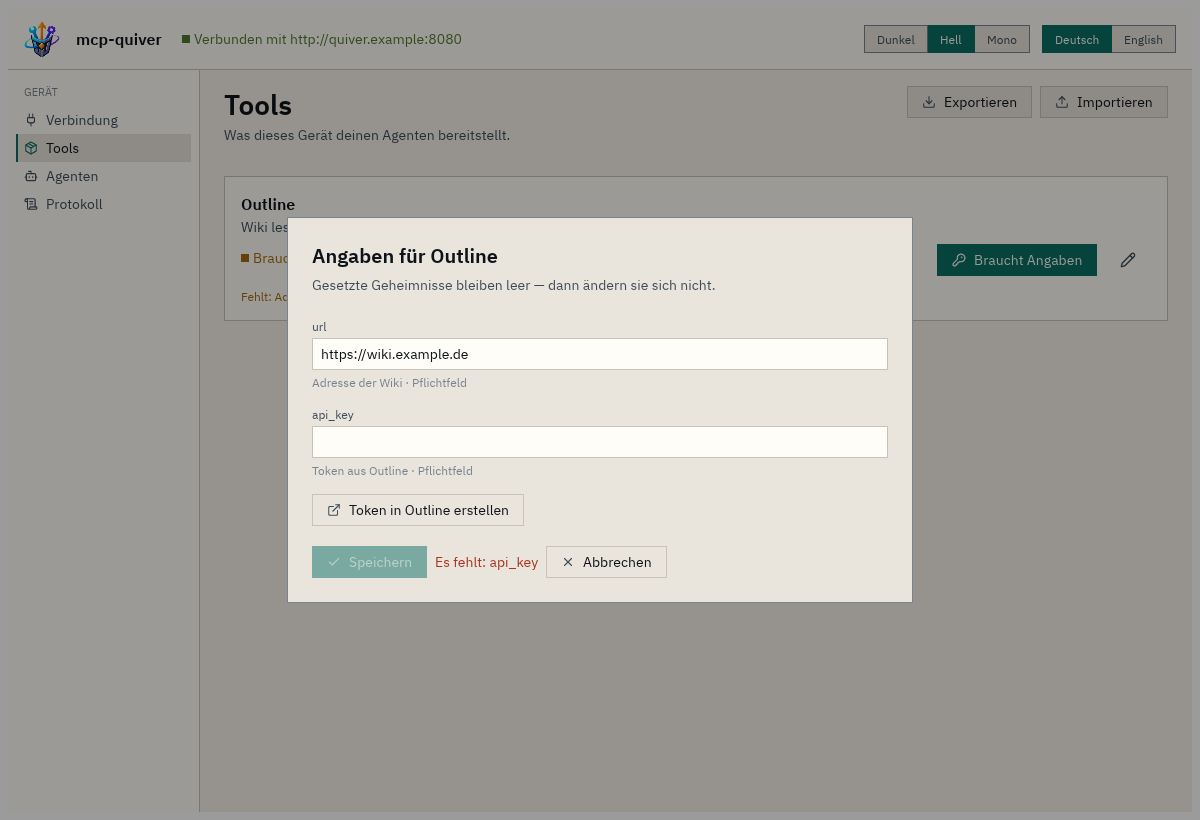 mcp-quiver
Verbunden mit http://quiver.example:8080
Dunkel Hell Mono Deutsch English
GERÄT
Verbindung
Tools
Agenten
Protokoll
Tools
Was dieses Gerät deinen Agenten bereitstellt.
Exportieren Importieren
Outline
Wiki
Fehlt:
Braucht Angaben
Angaben für Outline
Gesetzte Geheimnisse bleiben leer — dann ändern sie sich nicht.
url
https://wiki.example.de
Adresse der Wiki · Pflichtfeld
api_key
Token aus Outline · Pflichtfeld
Token in Outline erstellen
Speichern Es fehlt: api_key Abbrechen